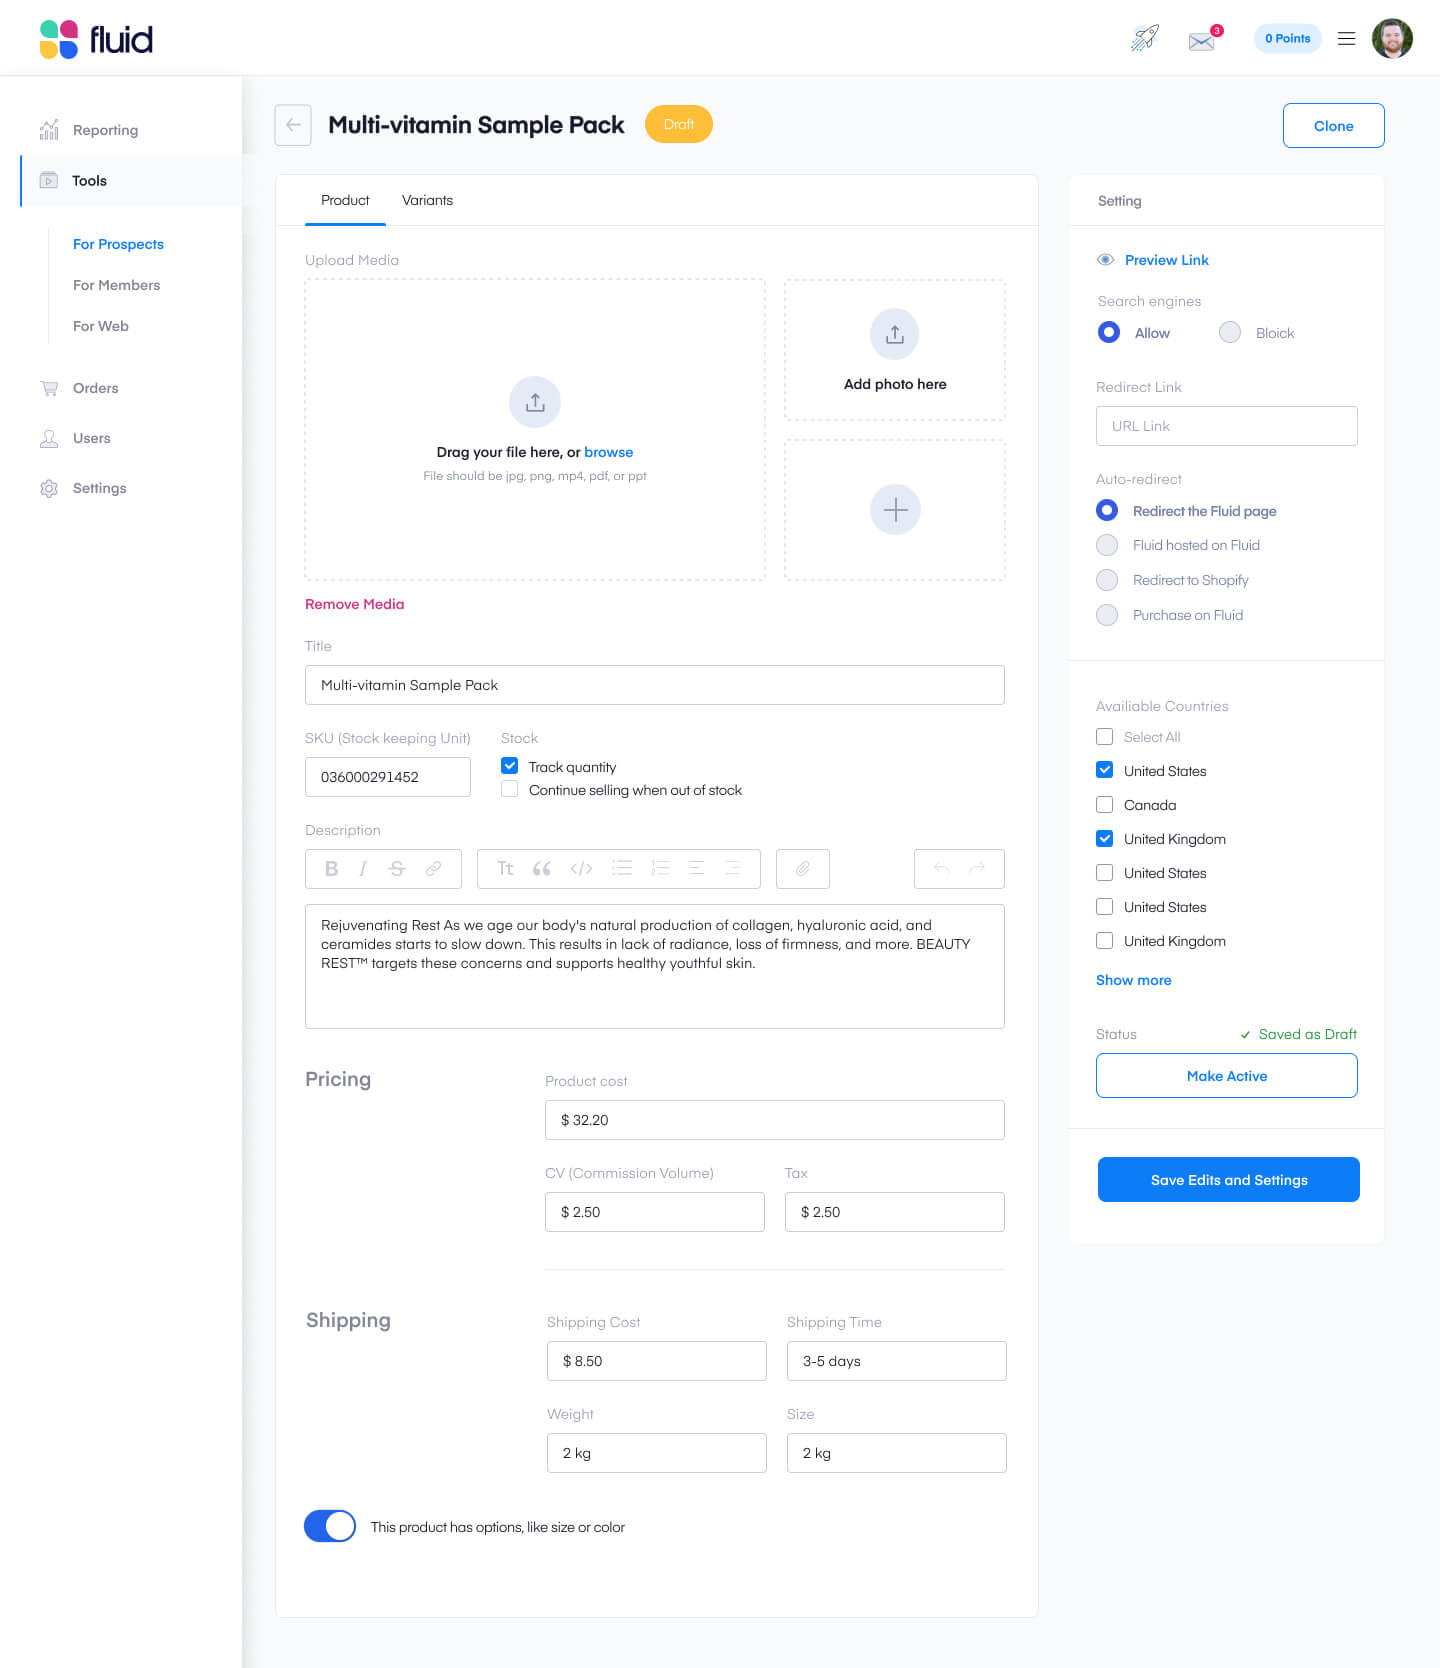 fluid
3
0 Points
Reporting
Tools
For Prospects
For Members
For Web
Orders
Users
Settings
Multi-vitamin Sample Pack
Draft
Clone
Product
Variants
Upload Media
Drag your file here, or browse
File should be jpg, png, mp4, pdf, or ppt
Add photo here
Remove Media
Title
Multi-vitamin Sample Pack
SKU (Stock keeping Unit)
036000291452
Stock
Track quantity
Continue selling when out of stock
Description
B I S
Tt
Rejuvenating Rest As we age our body's natural production of collagen, hyaluronic acid, and
ceramides starts to slow down. This results in lack of radiance, loss of firmness, and more. BEAUTY
REST™ targets these concerns and supports healthy youthful skin.
Pricing
Product cost
$ 32.20
CV (Commission Volume)
$ 2.50
Tax
$ 2.50
Shipping
Shipping Cost
$ 8.50
Shipping Time
3-5 days
Weight
2 kg
Size
2 kg
This product has options, like size or color
Setting
Preview Link
Search engines
Allow
Bloick
Redirect Link
URL Link
Auto-redirect
Redirect the Fluid page
Fluid hosted on Fluid
Redirect to Shopify
Purchase on Fluid
Availiable Countries
Select All
United States
Canada
United Kingdom
United States
United States
United Kingdom
Show more
Status
Saved as Draft
Make Active
Save Edits and Settings